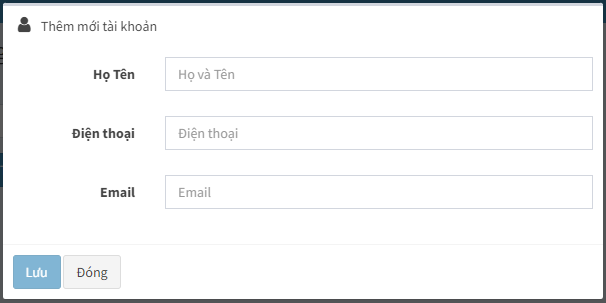 Thêm mới tài khoản
Họ Tên
Họ và Tên
Điện thoại
Điện thoại
Email
Email
Lưu
Đóng